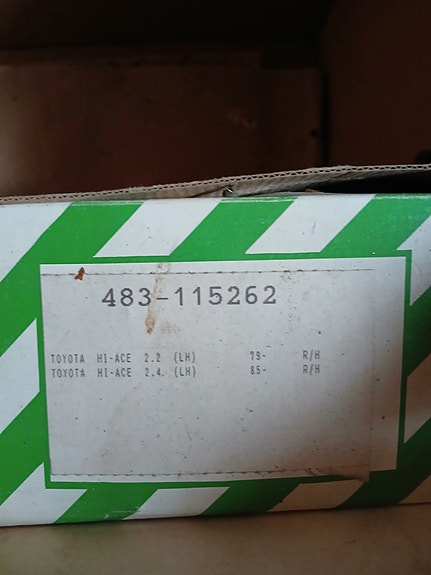 483-115262
TOYOTA HI-ACE 2.2 (LH) 79- R/H
TOYOTA HI-ACE 2.4. (LH) 85- R/H